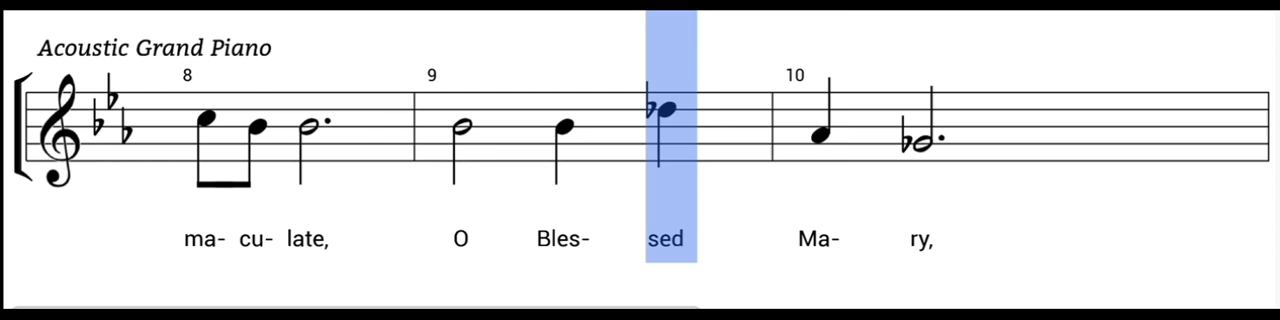 Acoustic Grand Piano
8 9 10
ma- cu- late, O Bles- sed Ma- ry,